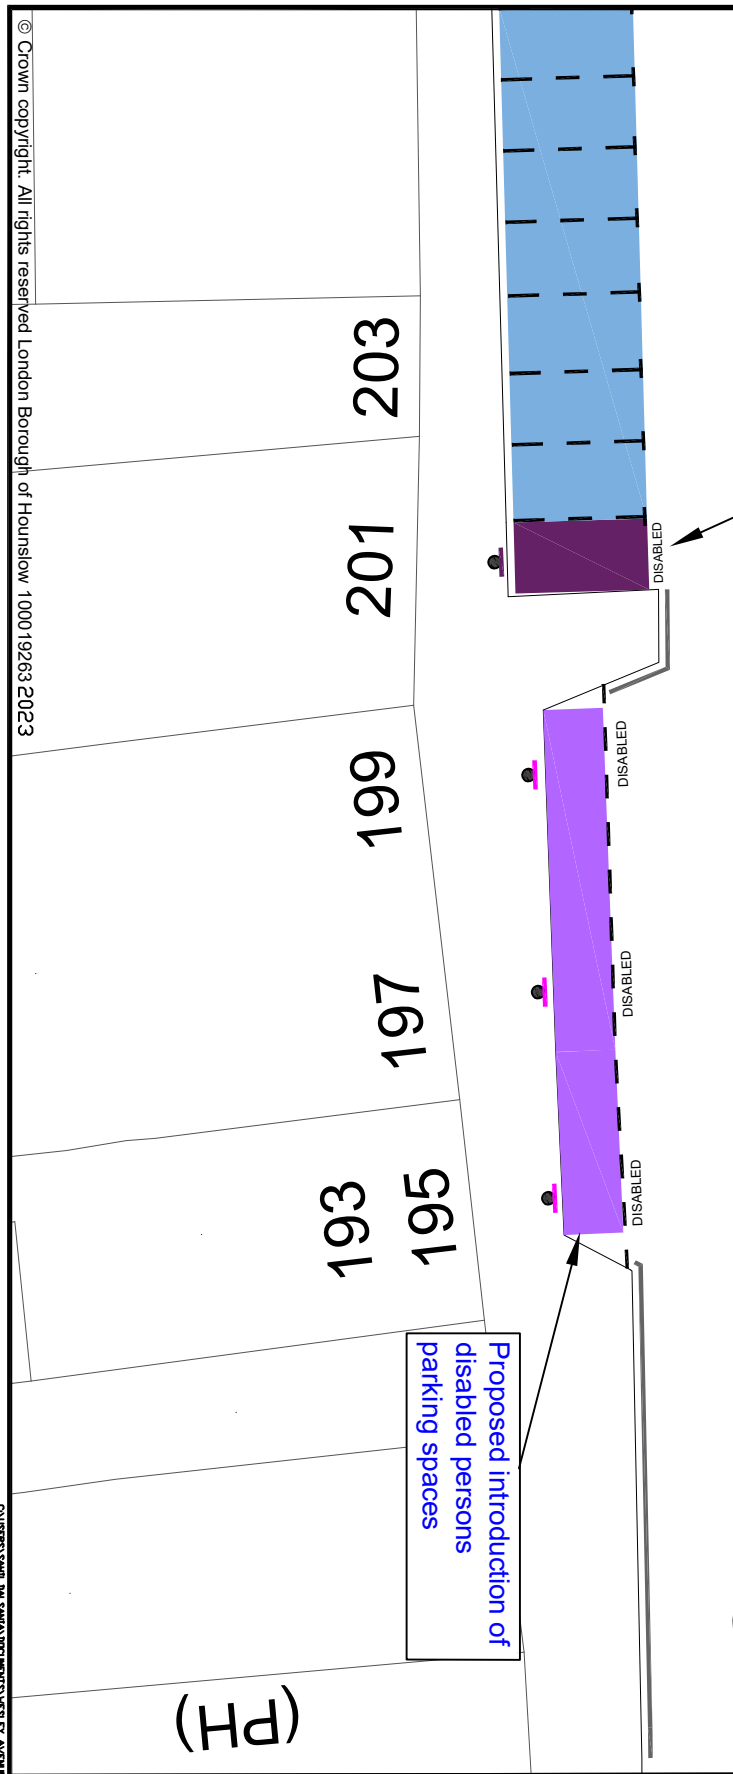 © Crown copyright. All rights reserved London Borough of Hounslow 100019263 2023
203
201
199
197
195
193
(PH)
DISABLED
DISABLED
DISABLED
DISABLED
Proposed introduction of
disabled persons
parking spaces